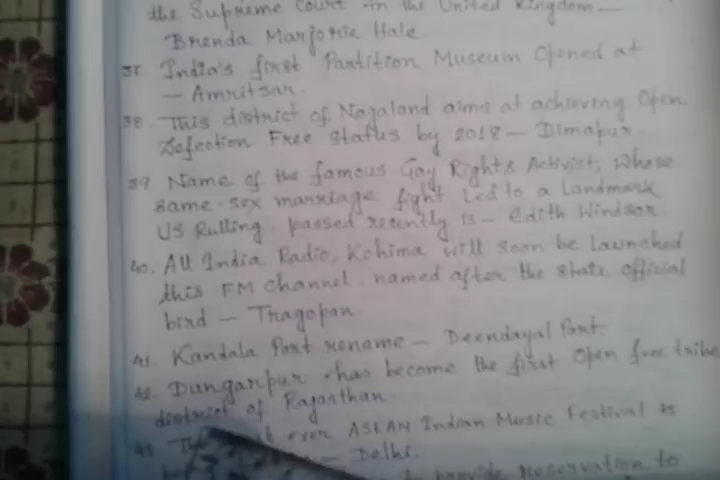 the Supreme Court in the United Kingdom —
Brenda Marjorie Hale.
37 India's first Partition Museum Opened at
— Amritsar.
38. This district of Nagaland aims at achieving Open
Defection Free Status by 2018 — Dimapur.
39 Name of the famous Gay Rights Activist, whose
same-sex marriage fight led to a Landmark
US Rulling, passed recently is — Edith Windsor.
40. All India Radio, Kohima will soon be launched
this FM channel, named after the state official
bird — Tragopan
41. Kandala Port rename — Deendayal Port.
42. Dungarpur has become the first Open free tribe
district of Rajasthan.
43 ever ASEAN Indian Music Festival is
— Delhi.
provide reservation to